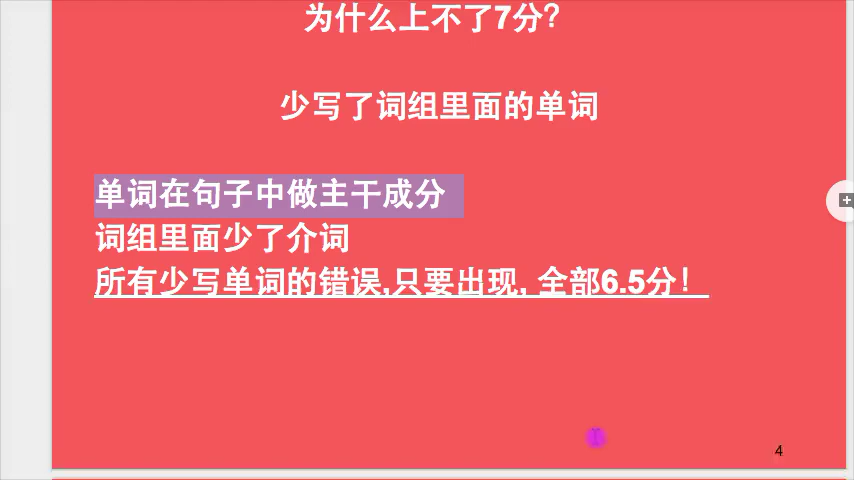 为什么上不了7分?
少写了词组里面的单词
单词在句子中做主干成分
词组里面少了介词
所有少写单词的错误,只要出现, 全部6.5分!
4